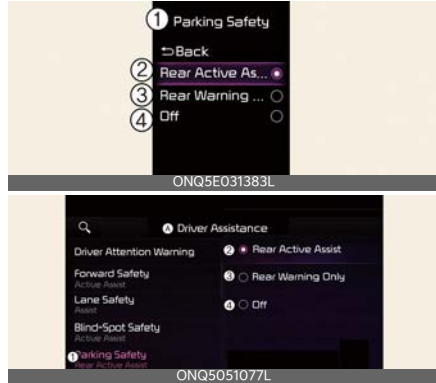 ① Parking Safety
⮌Back
② Rear Active As...
③ Rear Warning ...
④ Off
ONQ5E031383L
Ⓐ Driver Assistance
Driver Attention Warning
② Rear Active Assist
Forward Safety
Active Assist
③ Rear Warning Only
Lane Safety
Assist
④ Off
Blind-Spot Safety
Active Assist
① Parking Safety
Rear Active Assist
ONQ5051077L